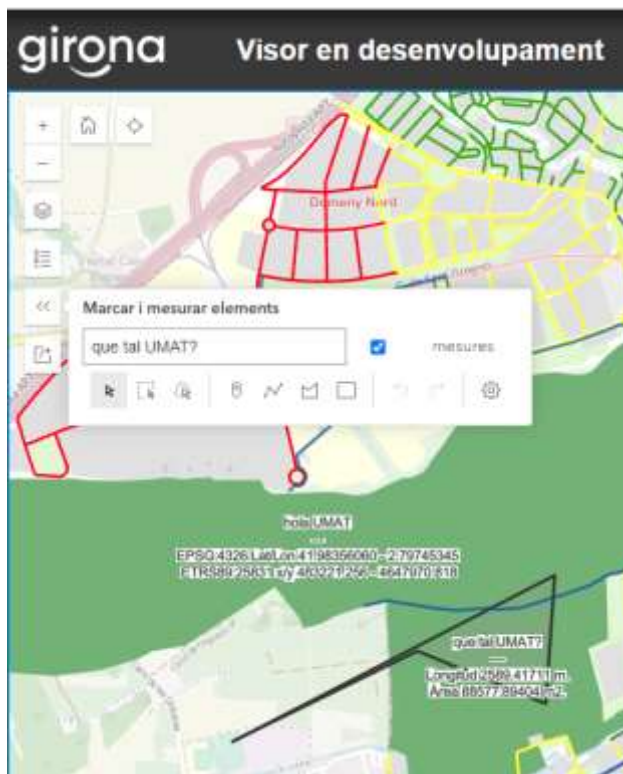 girona
Visor en desenvolupament
Domeny Nord
Marcar i mesurar elements
que tal UMAT?
mesures
hola UMAT
---
EPSG:4326 Lat/Lon:41.98356060 - 2.79745345
ETRS89:25831 x/y 483221.256 - 4647970.818
que tal UMAT?
---
Longitud:2589.41711 m.
Àrea:88577.89404 m2.